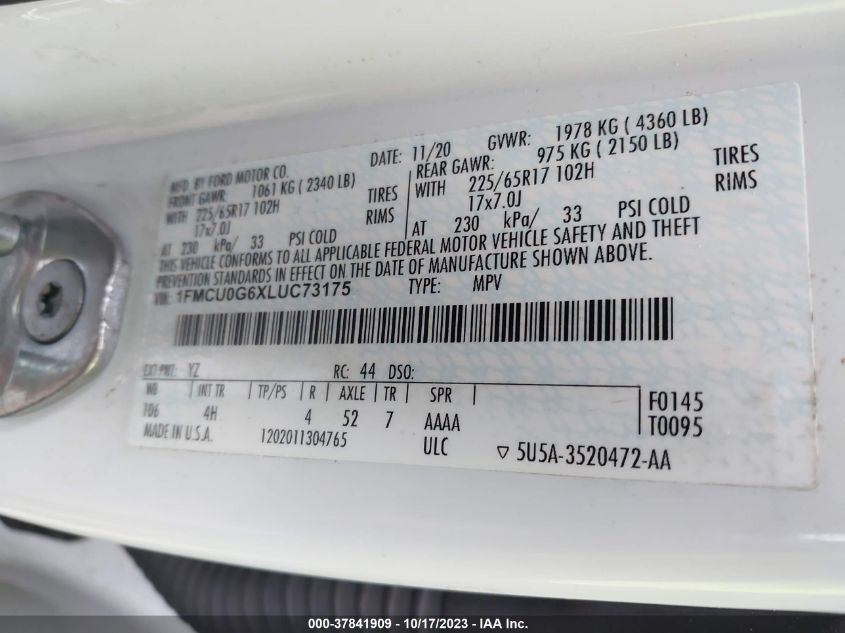 MFD. BY FORD MOTOR CO.
DATE: 11/20 GVWR: 1978 KG ( 4360 LB)
FRONT GAWR: 1061 KG ( 2340 LB)
REAR GAWR: 975 KG ( 2150 LB)
WITH 225/65R17 102H TIRES
WITH 225/65R17 102H TIRES
17x7.0J RIMS
17x7.0J RIMS
AT 230 kPa/ 33 PSI COLD
AT 230 kPa/ 33 PSI COLD
THIS VEHICLE CONFORMS TO ALL APPLICABLE FEDERAL MOTOR VEHICLE SAFETY AND THEFT
PREVENTION STANDARDS IN EFFECT ON THE DATE OF MANUFACTURE SHOWN ABOVE.
VIN: 1FMCU0G6XLUC73175 TYPE: MPV
EXT PNT: YZ RC: 44 DSO:
WB INT TR TP/PS R AXLE TR SPR
106 4H 4 52 7 AAAA
F0145
T0095
MADE IN U.S.A. 1202011304765 ULC
▽ 5U5A-3520472-AA
000-37841909 - 10/17/2023 - IAA Inc.